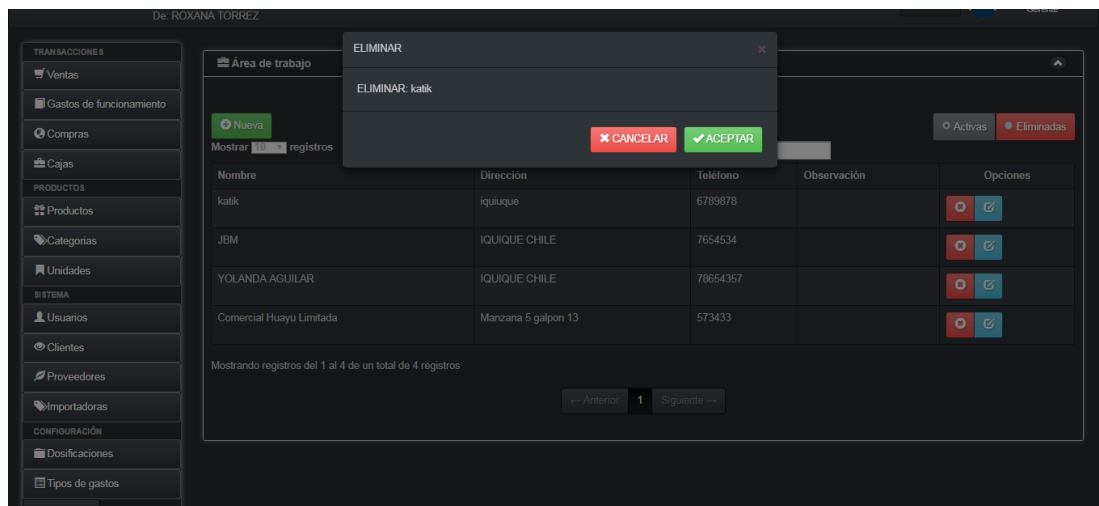 De: ROXANA TORREZ
Gerente
TRANSACCIONES
Ventas
Gastos de funcionamiento
Compras
Cajas
PRODUCTOS
Productos
Categorias
Unidades
SISTEMA
Usuarios
Clientes
Proveedores
Importadoras
CONFIGURACIÓN
Dosificaciones
Tipos de gastos
Área de trabajo
ELIMINAR
ELIMINAR: katik
CANCELAR ACEPTAR
Nueva
Activas Eliminadas
Mostrar 10 registros
Nombre Dirección Teléfono Observación Opciones
katik iquiuque 6789878
JBM IQUIQUE CHILE 7654534
YOLANDA AGUILAR IQUIQUE CHILE 78654357
Comercial Huayu Limitada Manzana 5 galpon 13 573433
Mostrando registros del 1 al 4 de un total de 4 registros
← Anterior 1 Siguiente →